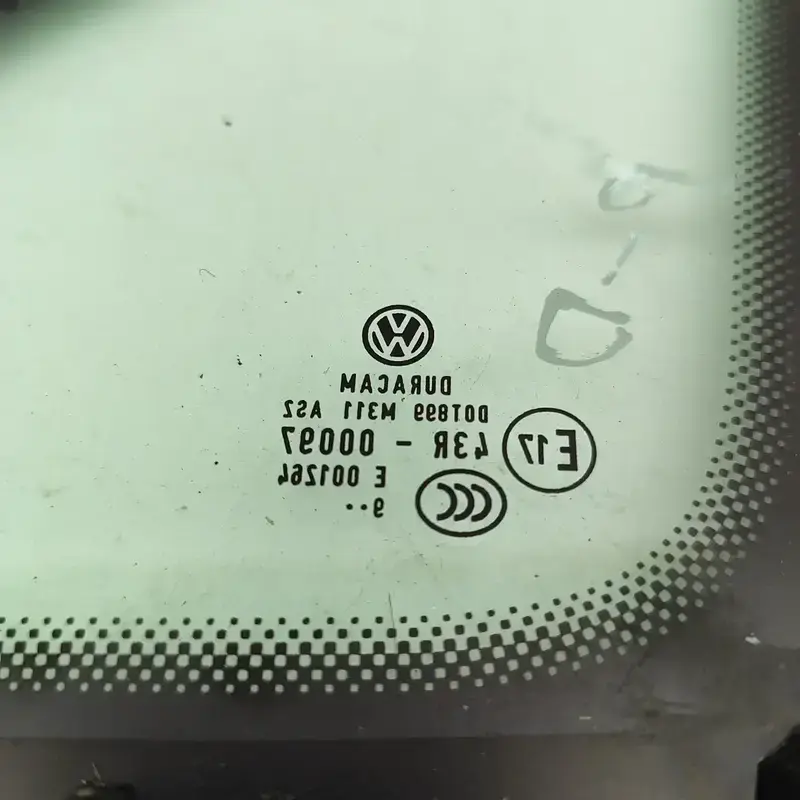 DURACAM
DOT899 M311 AS2
E17 43R - 00097
CCC E 001264
9··